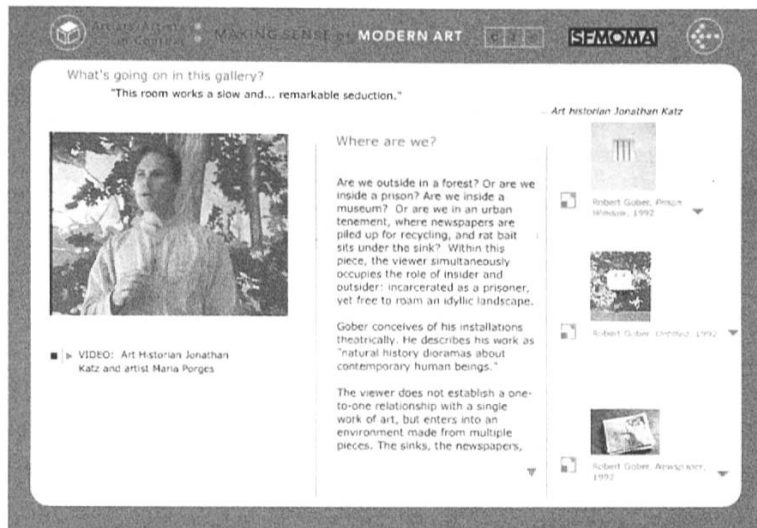 Artists/Artist
in Context
MAKING SENSE OF MODERN ART
SFMOMA
What's going on in this gallery?
"This room works a slow and... remarkable seduction."
Art historian Jonathan Katz
Where are we?
Are we outside in a forest? Or are we
inside a prison? Are we inside a
museum? Or are we in an urban
tenement, where newspapers are
piled up for recycling, and rat bait
sits under the sink? Within this
piece, the viewer simultaneously
occupies the role of insider and
outsider: incarcerated as a prisoner,
yet free to roam an idyllic landscape.
Gober conceives of his installations
theatrically. He describes his work as
"natural history dioramas about
contemporary human beings."
The viewer does not establish a one-
to-one relationship with a single
work of art, but enters into an
environment made from multiple
pieces. The sinks, the newspapers,
VIDEO: Art Historian Jonathan
Katz and artist Maria Porges
Robert Gober, Prison
Window, 1992
Robert Gober, Untitled, 1992
Robert Gober, Newspaper,
1992